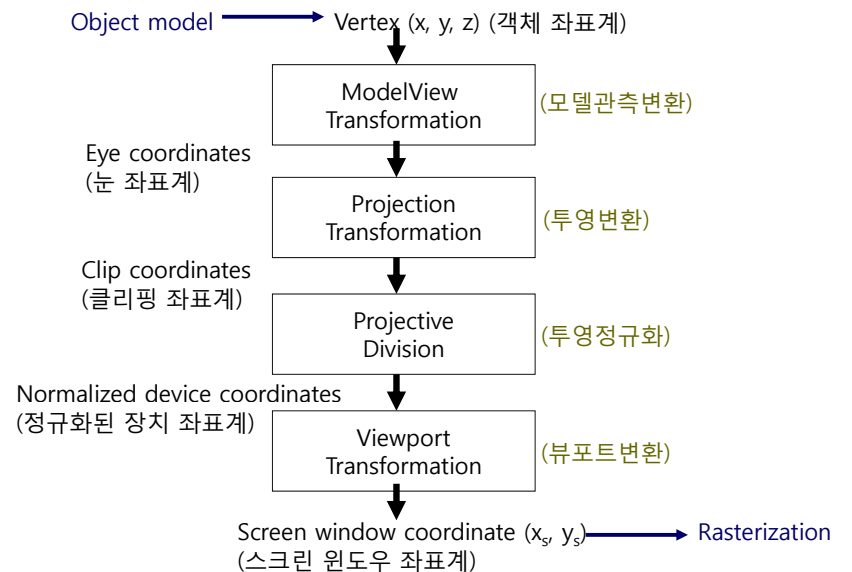 Object model
Vertex (x, y, z) (객체 좌표계)
ModelView
Transformation
(모델관측변환)
Eye coordinates
(눈 좌표계)
Projection
Transformation
(투영변환)
Clip coordinates
(클리핑 좌표계)
Projective
Division
(투영정규화)
Normalized device coordinates
(정규화된 장치 좌표계)
Viewport
Transformation
(뷰포트변환)
Screen window coordinate (xs, ys)
Rasterization
(스크린 윈도우 좌표계)